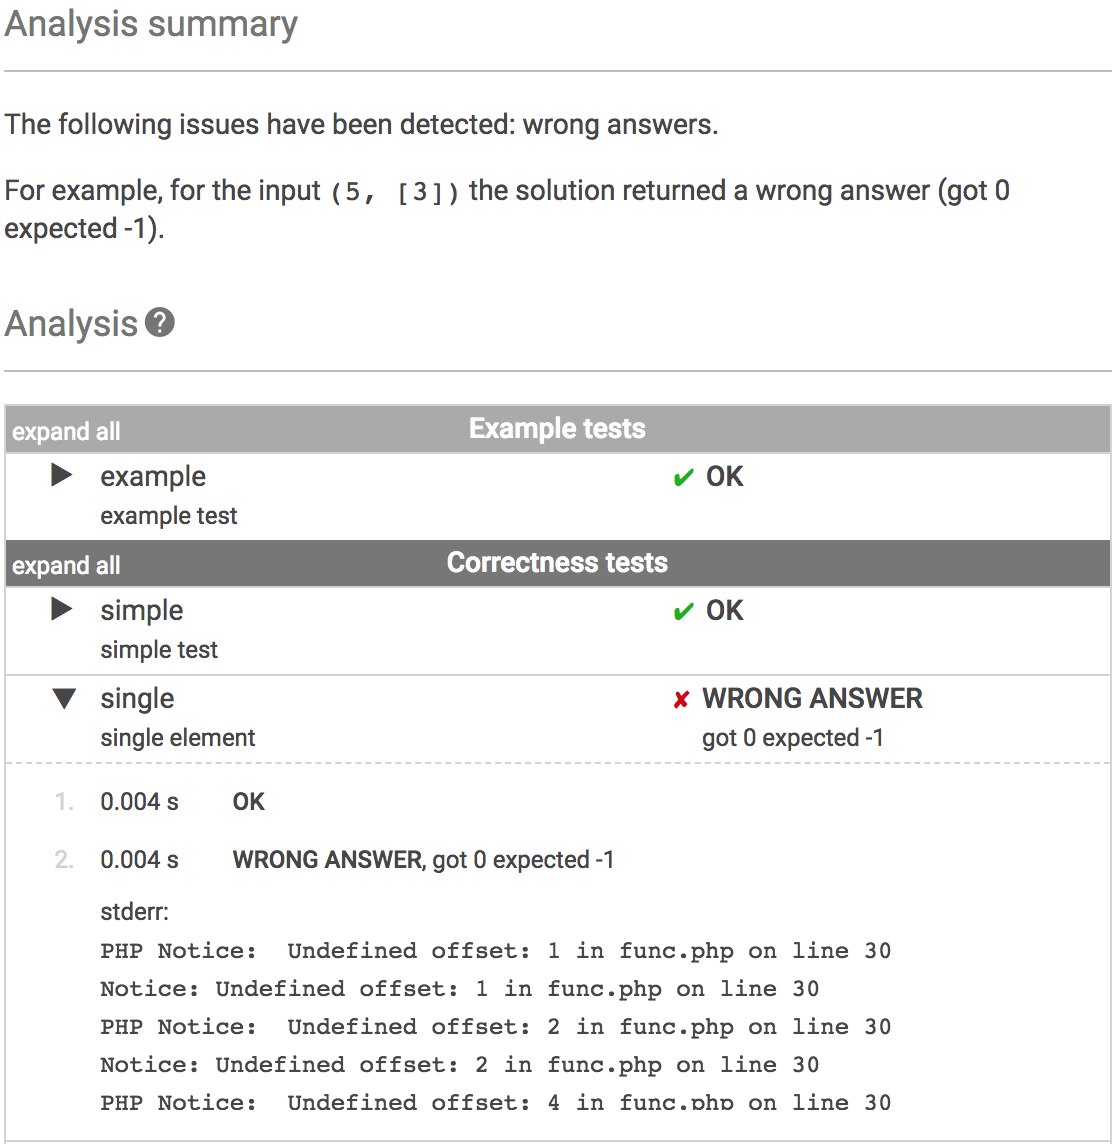 Analysis summary
The following issues have been detected: wrong answers.
For example, for the input (5, [3]) the solution returned a wrong answer (got 0
expected -1).
Analysis ?
expand all Example tests
example ✔ OK
example test
expand all Correctness tests
simple ✔ OK
simple test
single ✘ WRONG ANSWER
single element got 0 expected -1
1. 0.004 s OK
2. 0.004 s WRONG ANSWER, got 0 expected -1
stderr:
PHP Notice:  Undefined offset: 1 in func.php on line 30
Notice: Undefined offset: 1 in func.php on line 30
PHP Notice:  Undefined offset: 2 in func.php on line 30
Notice: Undefined offset: 2 in func.php on line 30
PHP Notice:  Undefined offset: 4 in func.php on line 30